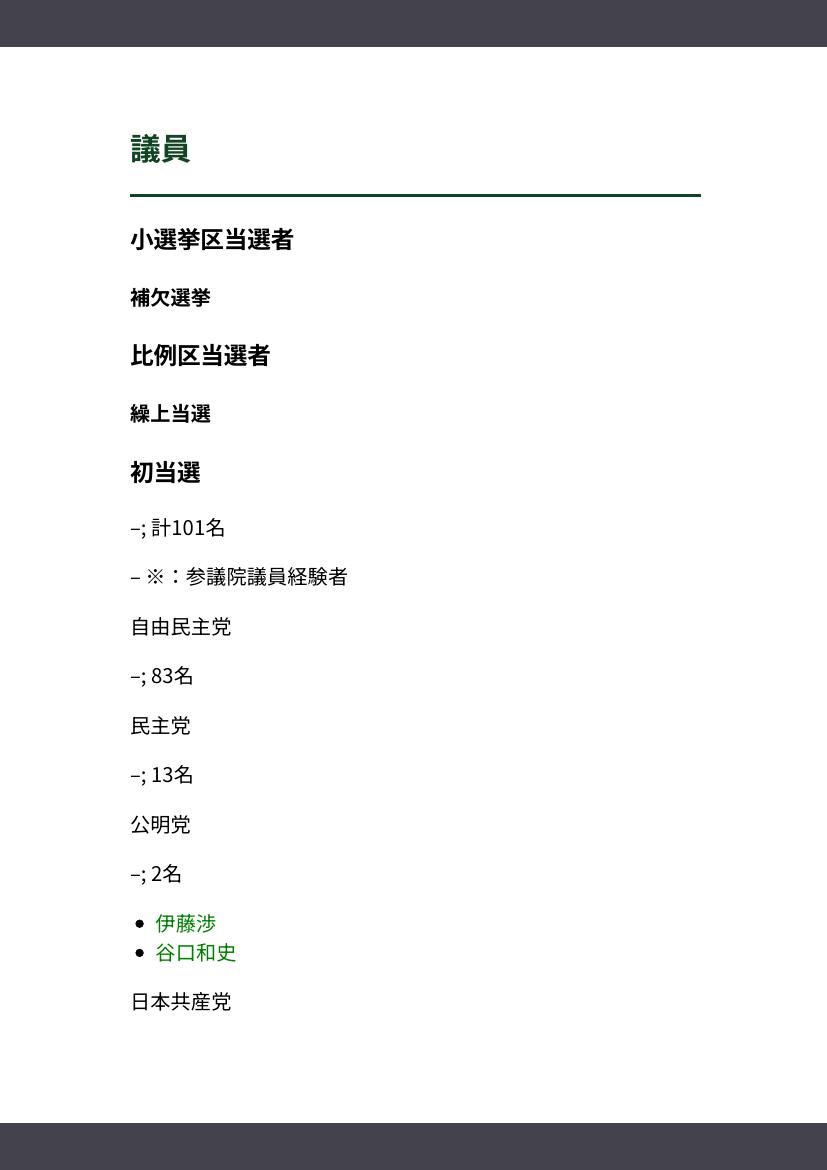 議員
小選挙区当選者
補欠選挙
比例区当選者
繰上当選
初当選
–; 計101名
– ※：参議院議員経験者
自由民主党
–; 83名
民主党
–; 13名
公明党
–; 2名
• 伊藤渉
• 谷口和史
日本共産党